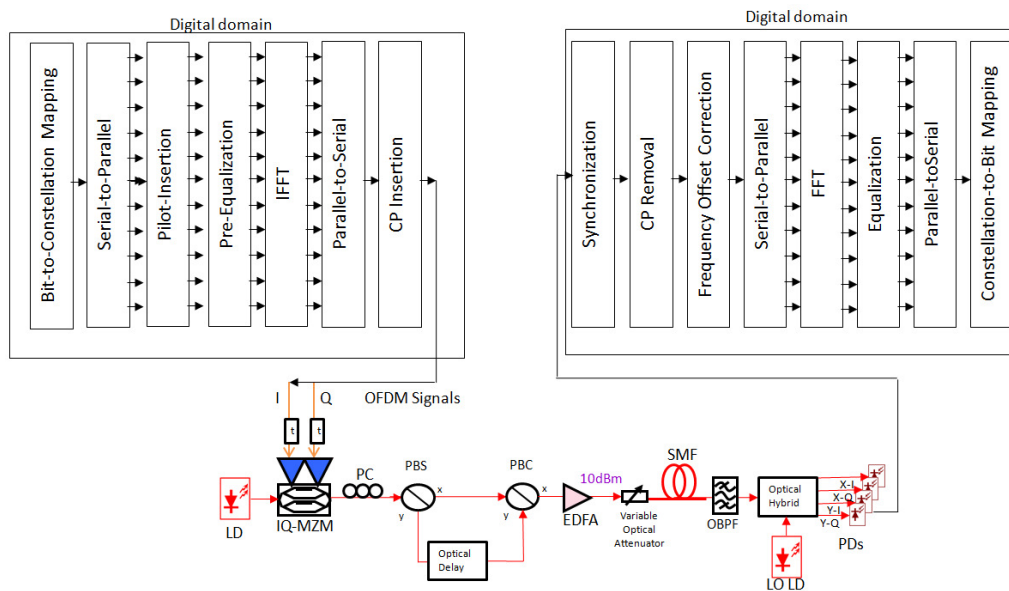 Digital domain
Bit-to-Constellation Mapping
Serial-to-Parallel
Pilot-Insertion
Pre-Equalization
IFFT
Parallel-to-Serial
CP Insertion
Digital domain
Synchronization
CP Removal
Frequency Offset Correction
Serial-to-Parallel
FFT
Equalization
Parallel-toSerial
Constellation-to-Bit Mapping
I
Q
OFDM Signals
t
t
LD
IQ-MZM
PC
PBS
x
y
Optical
Delay
PBC
x
y
EDFA
10dBm
Variable
Optical
Attenuator
SMF
OBPF
Optical
Hybrid
X-I
X-Q
Y-I
Y-Q
PDs
LO LD